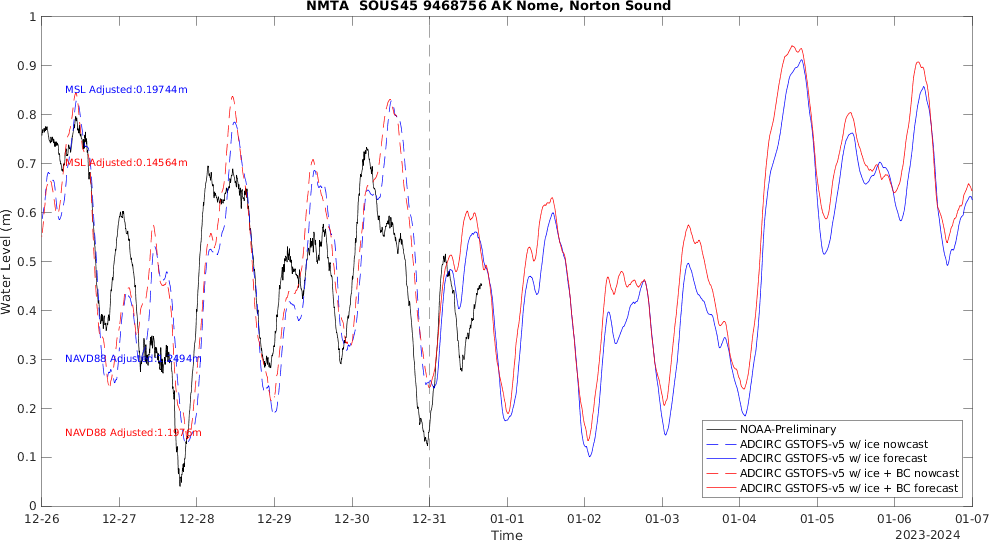 NMTA SOUS45 9468756 AK Nome, Norton Sound
Water Level (m)
1
0.9
0.8
0.7
0.6
0.5
0.4
0.3
0.2
0.1
0
MSL Adjusted:0.19744m
MSL Adjusted:0.14564m
NAVD88 Adjusted:
NAVD88 Adjusted:1.1976m
NOAA-Preliminary
ADCIRC GSTOFS-v5 w/ ice nowcast
ADCIRC GSTOFS-v5 w/ ice forecast
ADCIRC GSTOFS-v5 w/ ice + BC nowcast
ADCIRC GSTOFS-v5 w/ ice + BC forecast
12-26 12-27 12-28 12-29 12-30 12-31 01-01 01-02 01-03 01-04 01-05 01-06 01-07
Time
2023-2024